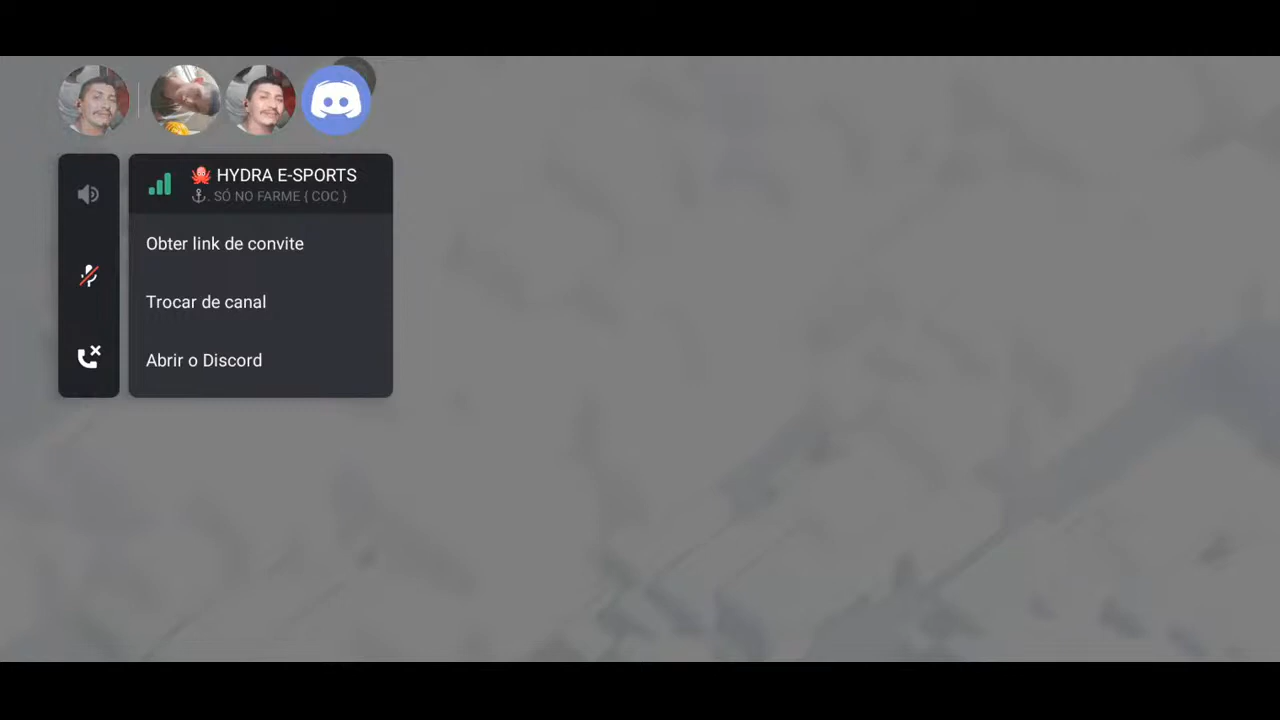 🐙 HYDRA E-SPORTS
⚓. SÓ NO FARME { COC }
Obter link de convite
Trocar de canal
Abrir o Discord